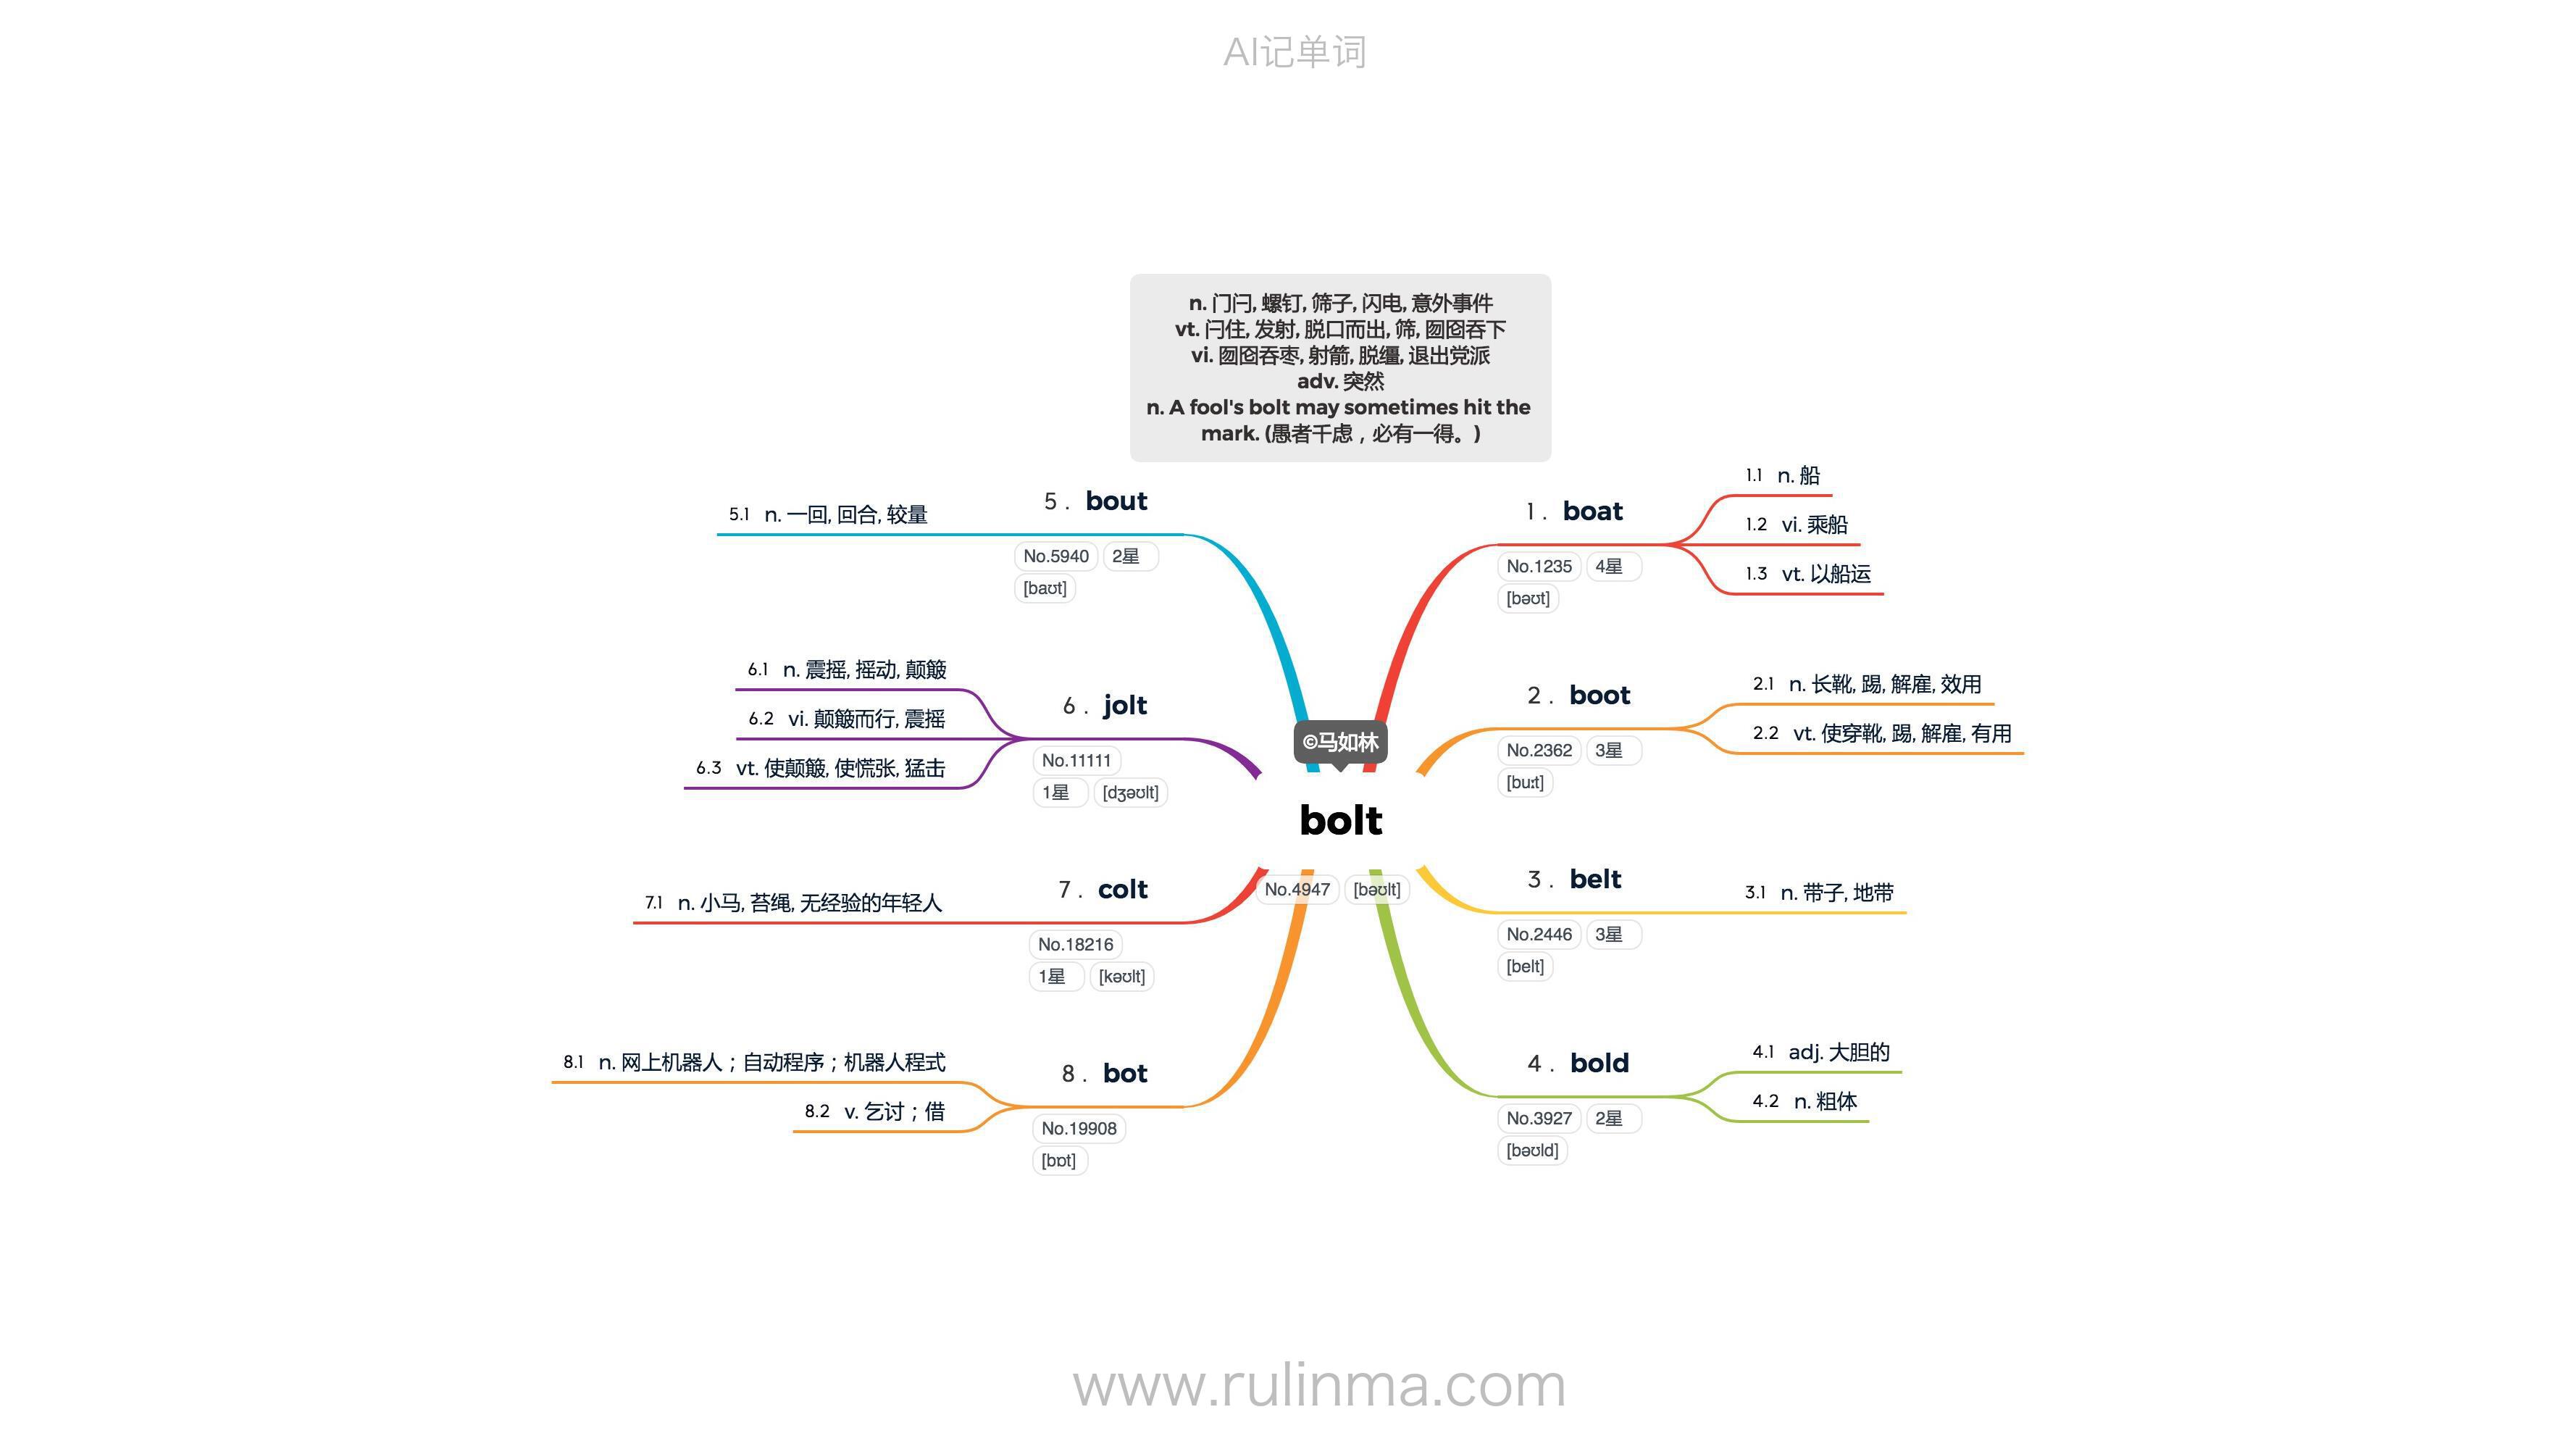 AI记单词
n. 门闩, 螺钉, 筛子, 闪电, 意外事件
vt. 闩住, 发射, 脱口而出, 筛, 囫囵吞下
vi. 囫囵吞枣, 射箭, 脱缰, 退出党派
adv. 突然
n. A fool's bolt may sometimes hit the
mark. (愚者千虑，必有一得。)
©马如林
bolt
No.4947 [bəʊlt]
1 . boat
No.1235 4星
[bəʊt]
1.1 n. 船
1.2 vi. 乘船
1.3 vt. 以船运
2 . boot
No.2362 3星
[buːt]
2.1 n. 长靴, 踢, 解雇, 效用
2.2 vt. 使穿靴, 踢, 解雇, 有用
3 . belt
No.2446 3星
[belt]
3.1 n. 带子, 地带
4 . bold
No.3927 2星
[bəʊld]
4.1 adj. 大胆的
4.2 n. 粗体
5 . bout
No.5940 2星
[baʊt]
5.1 n. 一回, 回合, 较量
6 . jolt
No.11111
1星 [dʒəʊlt]
6.1 n. 震摇, 摇动, 颠簸
6.2 vi. 颠簸而行, 震摇
6.3 vt. 使颠簸, 使慌张, 猛击
7 . colt
No.18216
1星 [kəʊlt]
7.1 n. 小马, 苔绳, 无经验的年轻人
8 . bot
No.19908
[bɒt]
8.1 n. 网上机器人；自动程序；机器人程式
8.2 v. 乞讨；借
www.rulinma.com